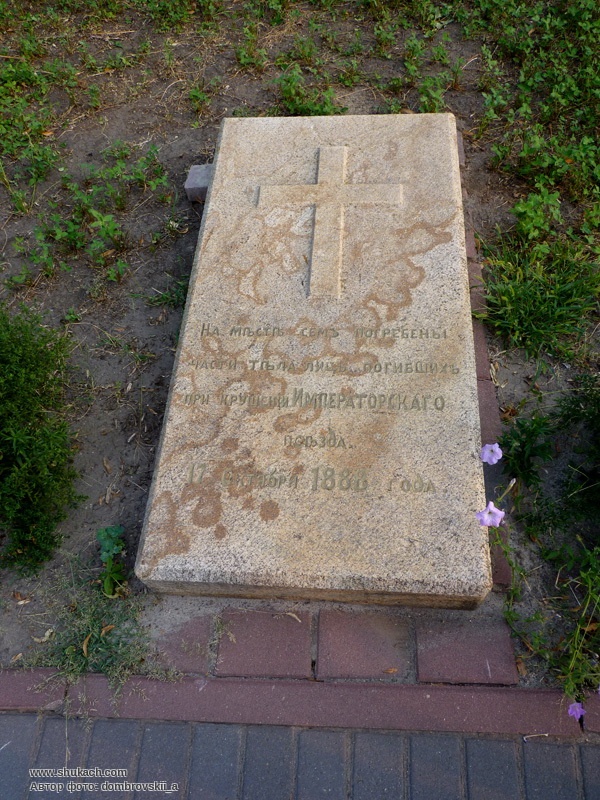 На мѣстѣ семъ погребены
части тѣла лицъ погившихъ
при крушенiи Императорскаго
поѣзда.
17 октября 1888 года
www.shukach.com
Автор фото: dombrovskii_a